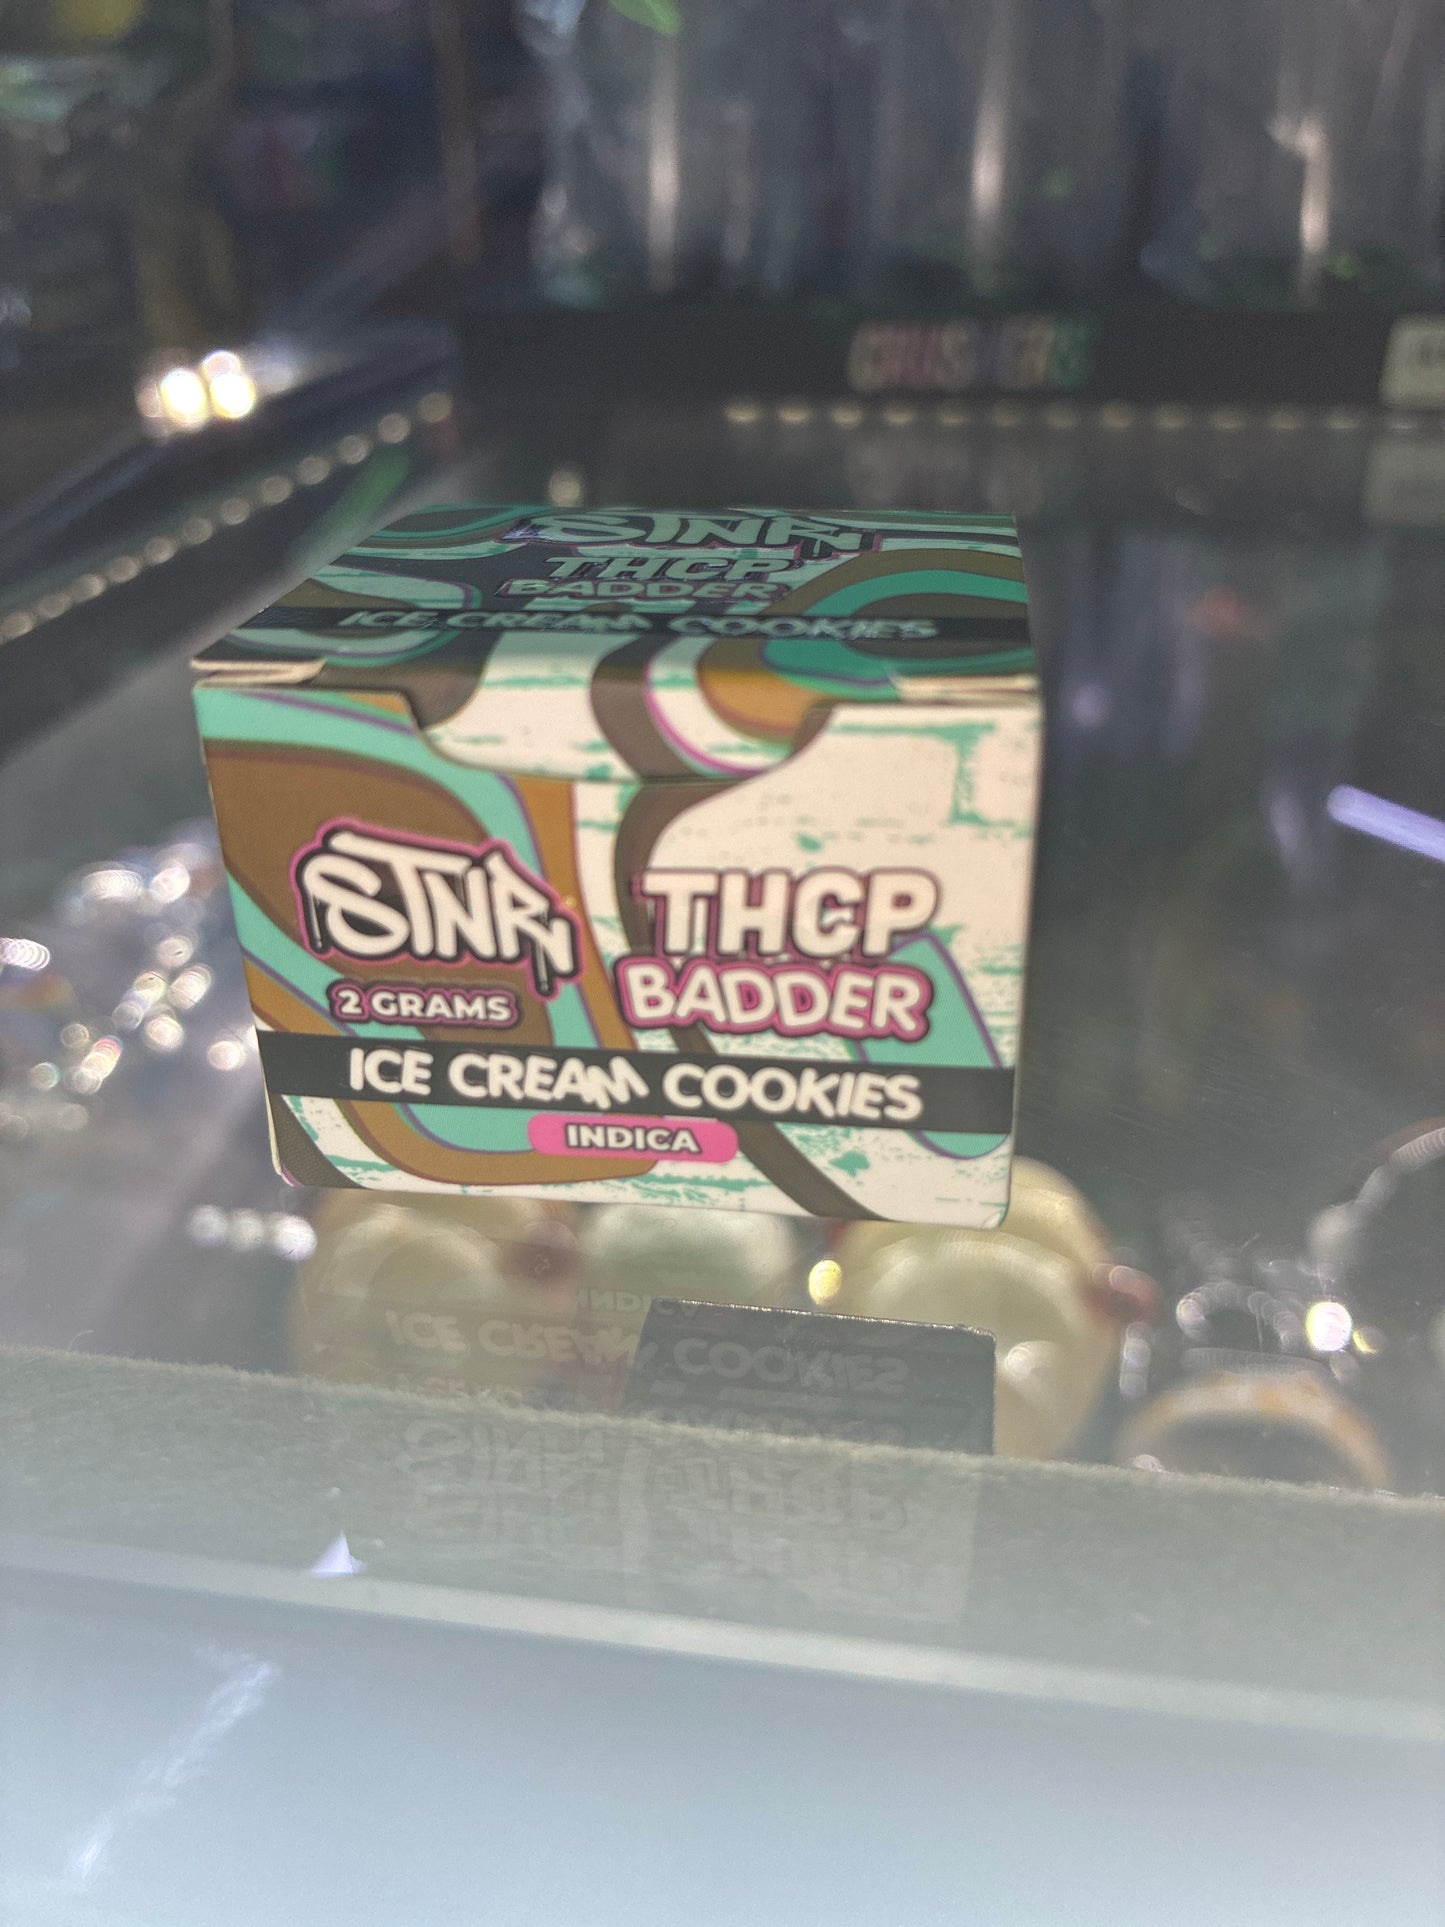 STNR
THCP
BADDER
ICE CREAM COOKIES
STNR
THCP
BADDER
2 GRAMS
ICE CREAM COOKIES
INDICA